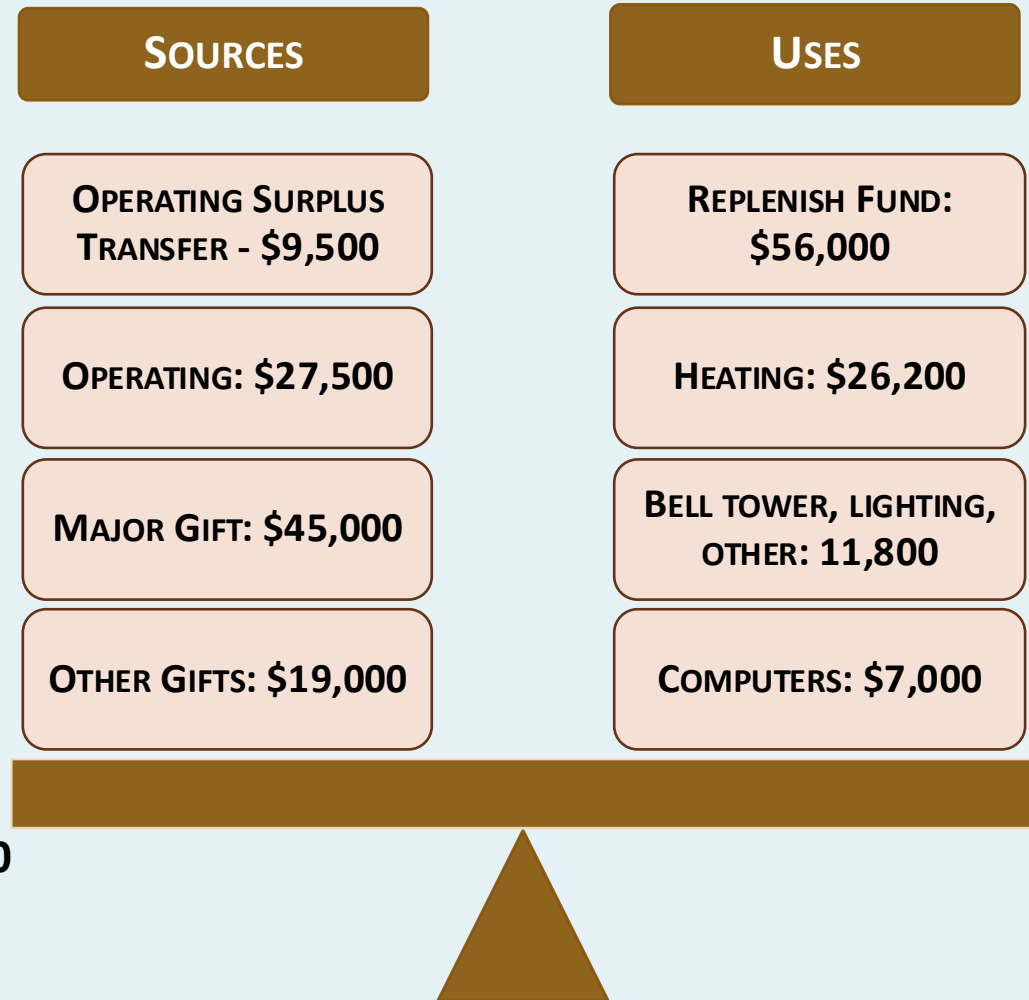 SOURCES
USES
OPERATING SURPLUS
TRANSFER - $9,500
REPLENISH FUND:
$56,000
OPERATING: $27,500
HEATING: $26,200
MAJOR GIFT: $45,000
BELL TOWER, LIGHTING,
OTHER: 11,800
OTHER GIFTS: $19,000
COMPUTERS: $7,000